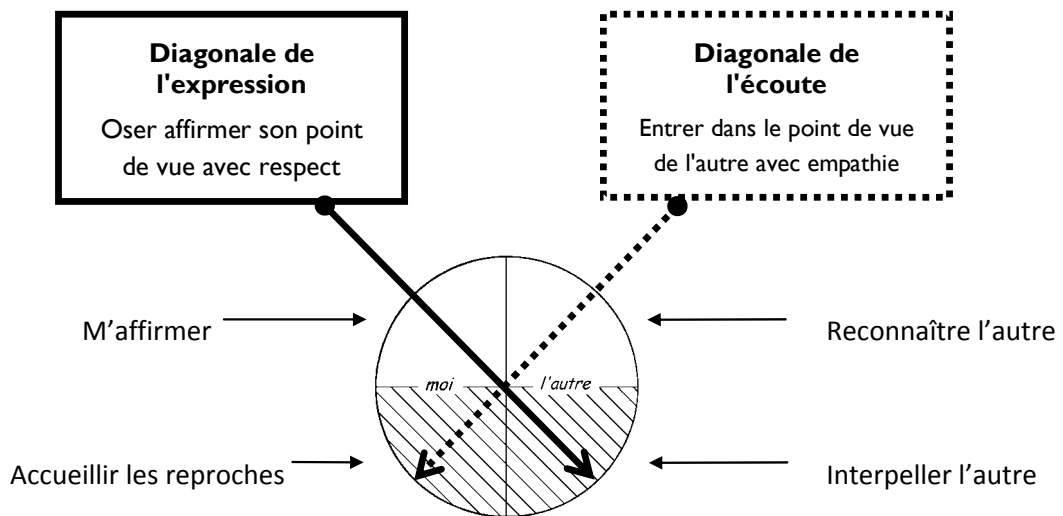 Diagonale de
l'expression
Oser affirmer son point
de vue avec respect
Diagonale de
l'écoute
Entrer dans le point de vue
de l'autre avec empathie
M’affirmer
Reconnaître l’autre
moi
l'autre
Accueillir les reproches
Interpeller l’autre